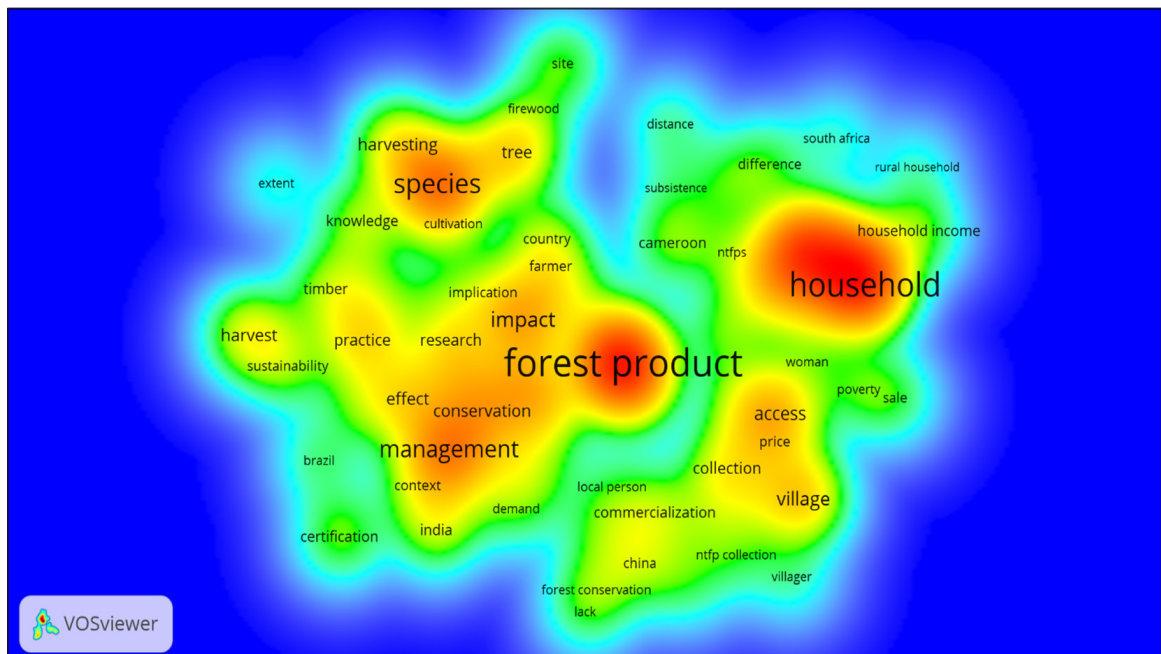 site
firewood
distance
south africa
harvesting
tree
difference
rural household
species
extent
subsistence
knowledge
cultivation
country
cameroon
household income
ntfps
farmer
timber
implication
household
impact
harvest
practice
research
forest product
sustainability
woman
effect
conservation
poverty
sale
access
management
price
brazil
collection
context
local person
village
demand
commercialization
india
certification
ntfp collection
china
villager
forest conservation
lack
VOSviewer